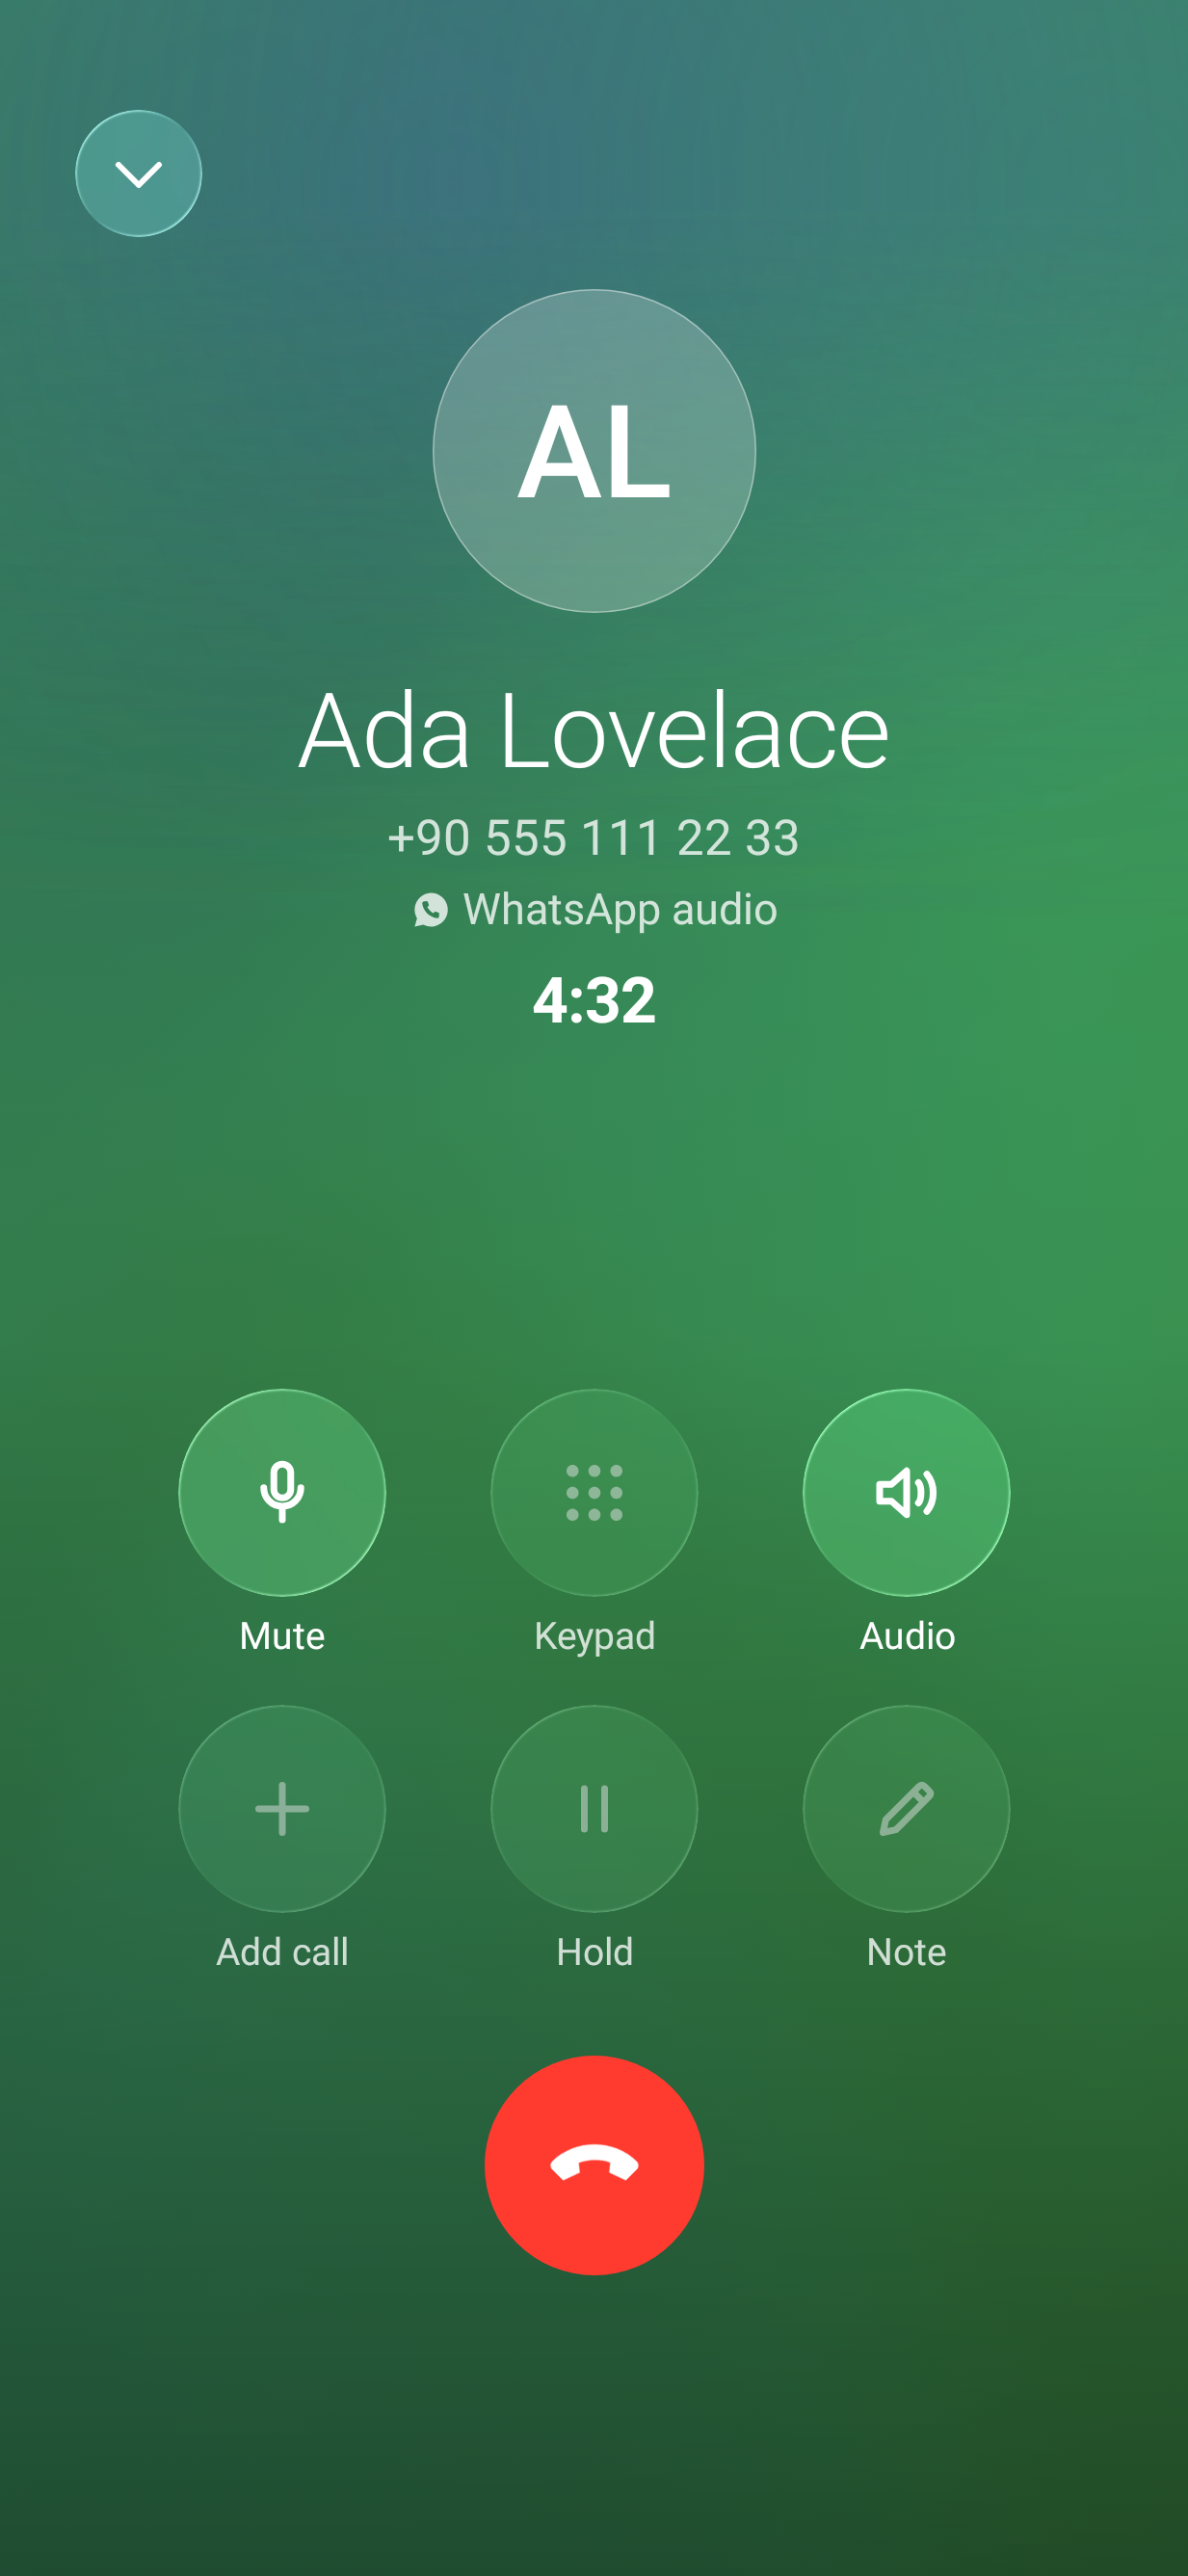 AL
Ada Lovelace
+90 555 111 22 33
WhatsApp audio
4:32
Mute
Keypad
Audio
Add call
Hold
Note